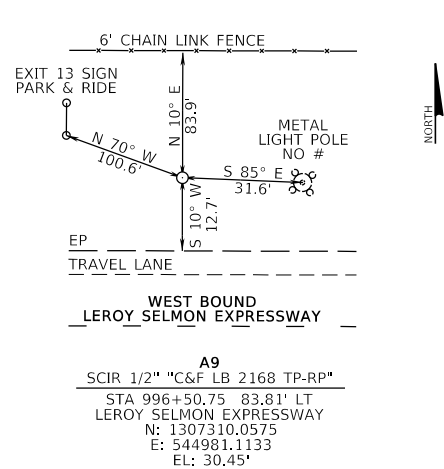 6' CHAIN LINK FENCE
EXIT 13 SIGN
PARK & RIDE
N 10° E
83.9'
METAL
LIGHT POLE
NO #
NORTH
N 70° W
100.6'
S 85° E
31.6'
S 10° W
12.7'
EP
TRAVEL LANE
WEST BOUND
LEROY SELMON EXPRESSWAY
A9
SCIR 1/2" "C&F LB 2168 TP-RP"
STA 996+50.75 83.81' LT
LEROY SELMON EXPRESSWAY
N: 1307310.0575
E: 544981.1133
EL: 30.45'